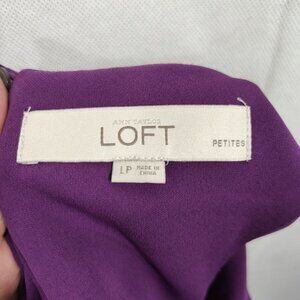 ANN TAYLOR
LOFT
PETITES
LP
MADE IN
CHINA